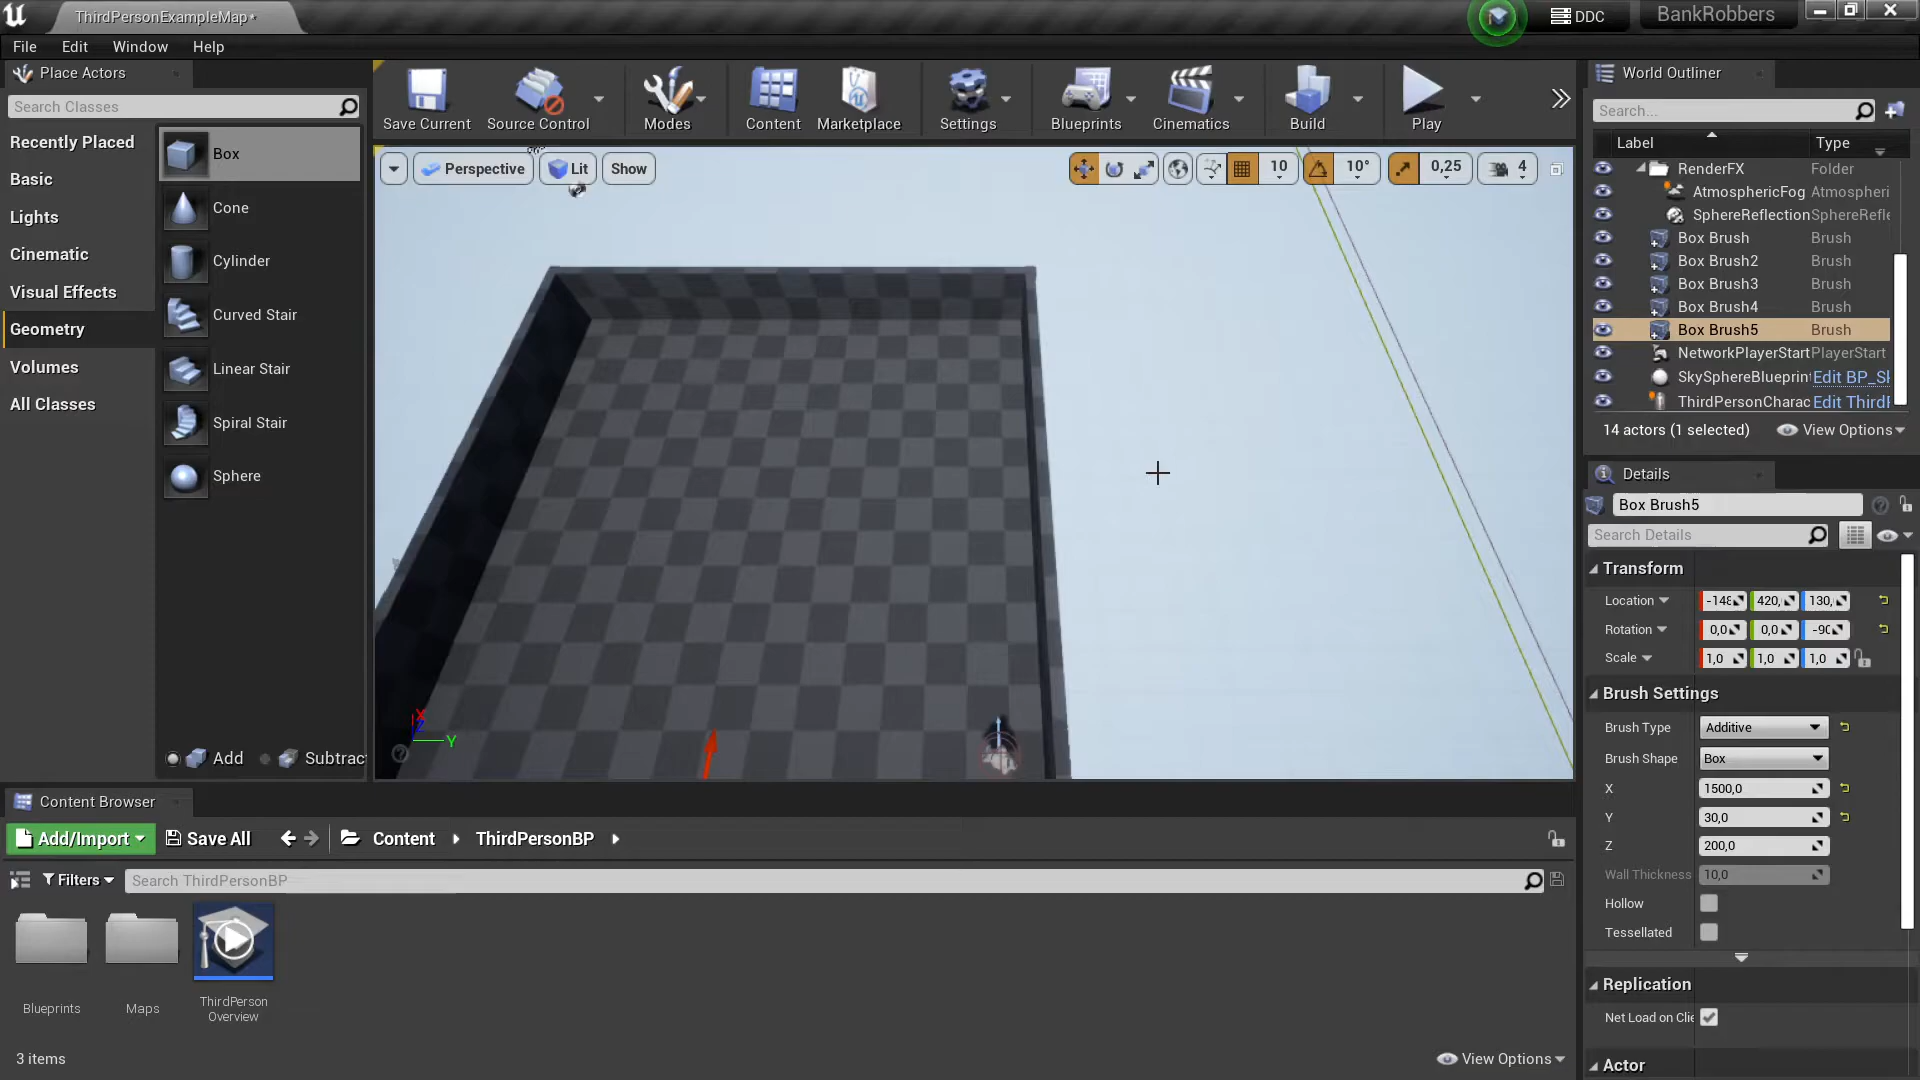 ThirdPersonExampleMap*
DDC
BankRobbers
File Edit Window Help
Place Actors
Search Classes
Recently Placed
Basic
Lights
Cinematic
Visual Effects
Geometry
Volumes
All Classes
Box
Cone
Cylinder
Curved Stair
Linear Stair
Spiral Stair
Sphere
Add Subtrac
Save Current Source Control Modes Content Marketplace Settings Blueprints Cinematics Build Play
Perspective Lit Show 10 10° 0,25 4
X
Z
Y
World Outliner
Search...
Label Type
RenderFX Folder
AtmosphericFog Atmospheri
SphereReflection SphereRefle
Box Brush Brush
Box Brush2 Brush
Box Brush3 Brush
Box Brush4 Brush
Box Brush5 Brush
NetworkPlayerStart PlayerStart
SkySphereBlueprin Edit BP_Sk
ThirdPersonCharac Edit ThirdP
14 actors (1 selected) View Options
Details
Box Brush5
Search Details
Transform
Location -148 420, 130,
Rotation 0,0 0,0 -90
Scale 1,0 1,0 1,0
Brush Settings
Brush Type Additive
Brush Shape Box
X 1500,0
Y 30,0
Z 200,0
Wall Thickness 10,0
Hollow
Tessellated
Replication
Net Load on Clie
Actor
Content Browser
Add/Import Save All Content ThirdPersonBP
Filters Search ThirdPersonBP
Blueprints
Maps
ThirdPerson
Overview
3 items
View Options